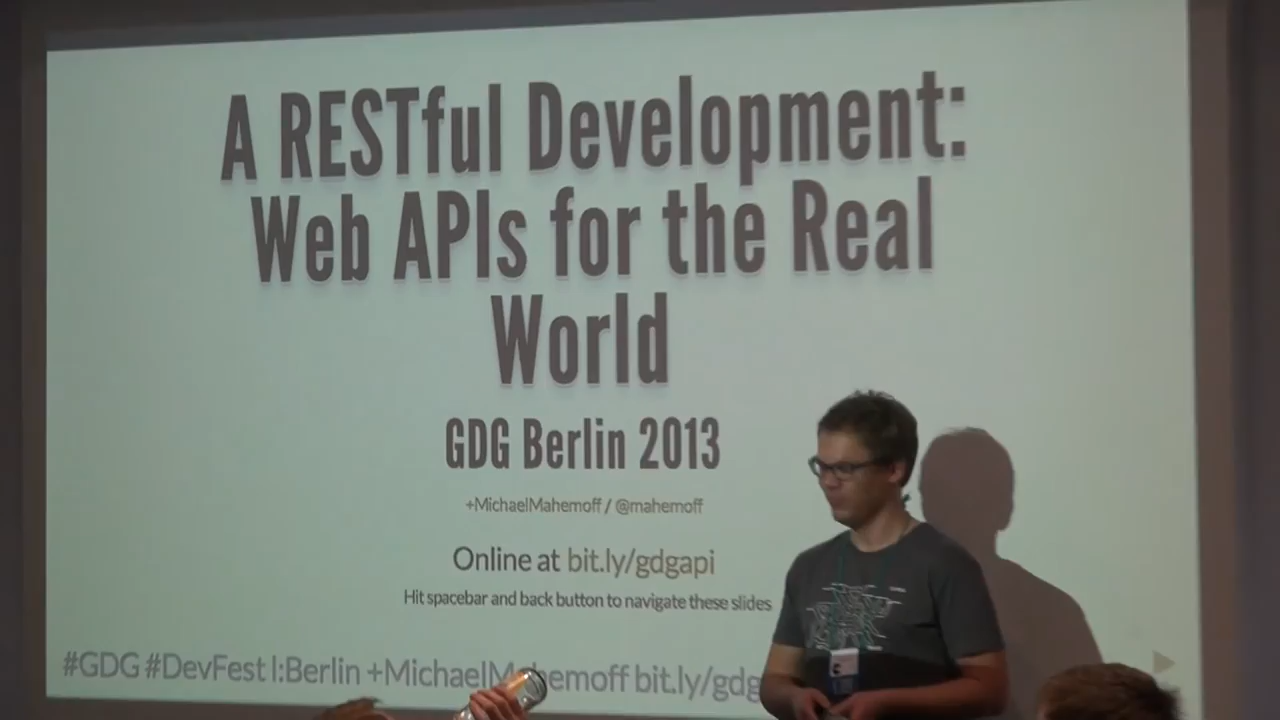 A RESTful Development:
Web APIs for the Real
World
GDG Berlin 2013
+MichaelMahemoff / @mahemoff
Online at bit.ly/gdgapi
Hit spacebar and back button to navigate these slides
#GDG #DevFest l:Berlin +MichaelMahemoff bit.ly/gdg